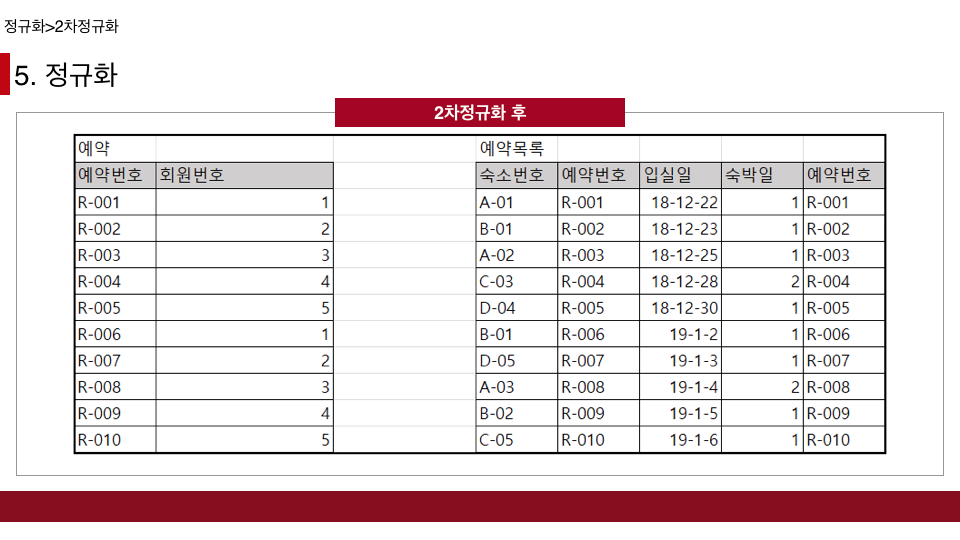 정규화>2차정규화
5. 정규화
2차정규화 후
예약 예약목록
예약번호 회원번호 숙소번호 예약번호 입실일 숙박일 예약번호
R-001 1 A-01 R-001 18-12-22 1 R-001
R-002 2 B-01 R-002 18-12-23 1 R-002
R-003 3 A-02 R-003 18-12-25 1 R-003
R-004 4 C-03 R-004 18-12-28 2 R-004
R-005 5 D-04 R-005 18-12-30 1 R-005
R-006 1 B-01 R-006 19-1-2 1 R-006
R-007 2 D-05 R-007 19-1-3 1 R-007
R-008 3 A-03 R-008 19-1-4 2 R-008
R-009 4 B-02 R-009 19-1-5 1 R-009
R-010 5 C-05 R-010 19-1-6 1 R-010